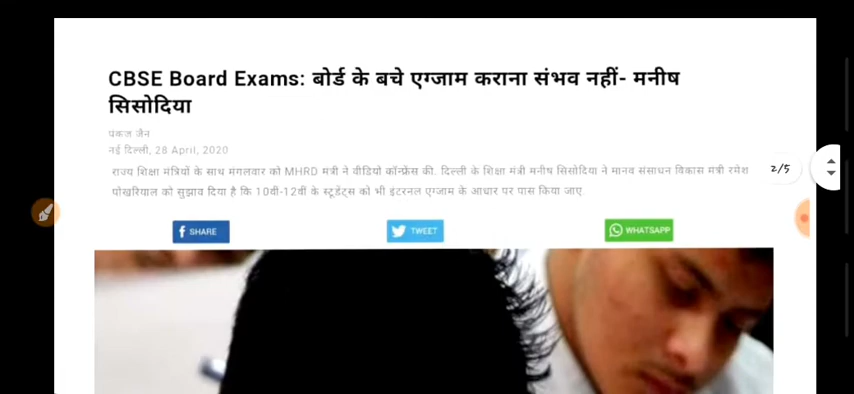 CBSE Board Exams: बोर्ड के बचे एग्जाम कराना संभव नहीं- मनीष
सिसोदिया
पंकज जैन
नई दिल्ली, 28 April, 2020
राज्य शिक्षा मंत्रियों के साथ मंगलवार को MHRD मंत्री ने वीडियो कॉन्फ्रेंस की. दिल्ली के शिक्षा मंत्री मनीष सिसोदिया ने मानव संसाधन विकास मंत्री रमेश
पोखरियाल को सुझाव दिया है कि 10वीं-12वीं के स्टूडेंट्स को भी इंटरनल एग्जाम के आधार पर पास किया जाए.
2/5
SHARE
TWEET
WHATSAPP